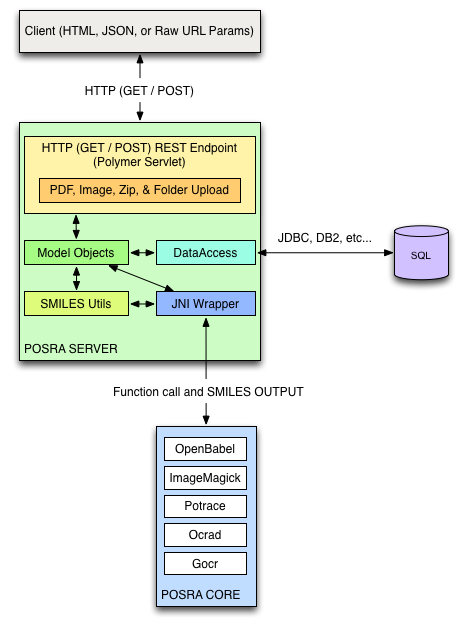 Client (HTML, JSON, or Raw URL Params)
HTTP (GET / POST)
HTTP (GET / POST) REST Endpoint
(Polymer Servlet)
PDF, Image, Zip, & Folder Upload
Model Objects
DataAccess
JDBC, DB2, etc...
SQL
SMILES Utils
JNI Wrapper
POSRA SERVER
Function call and SMILES OUTPUT
OpenBabel
ImageMagick
Potrace
Ocrad
Gocr
POSRA CORE